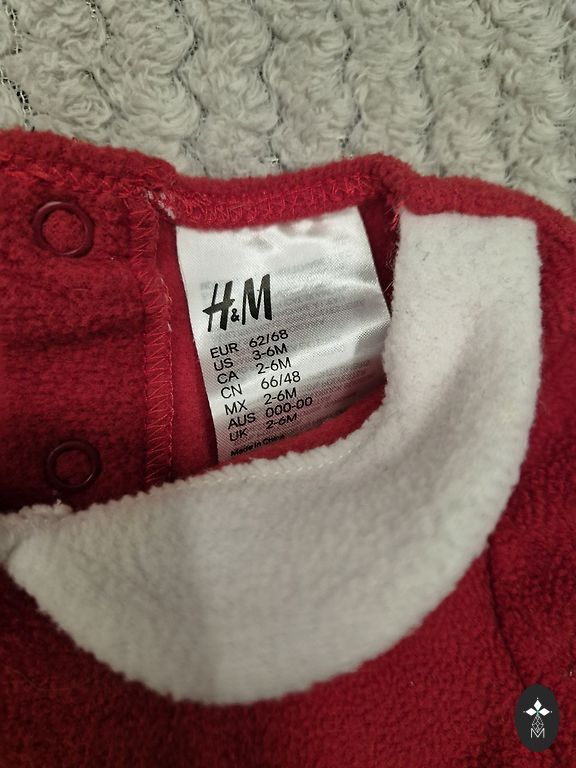 H&M
EUR 62/68
US 3-6M
CA 2-6M
CN 66/48
MX 2-6M
AUS 000-00
UK 2-6M
Made in China
M